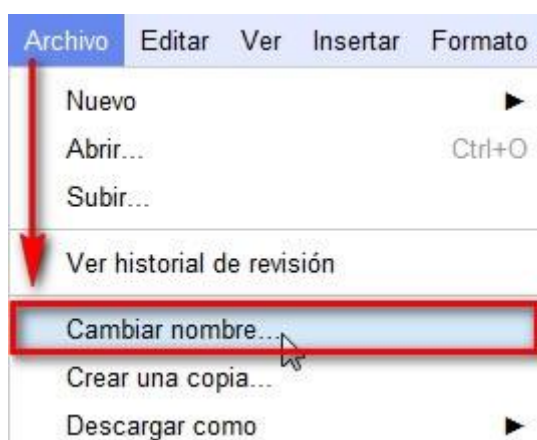 Archivo Editar Ver Insertar Formato
Nuevo
Abrir... Ctrl+O
Subir...
Ver historial de revisión
Cambiar nombre...
Crear una copia...
Descargar como